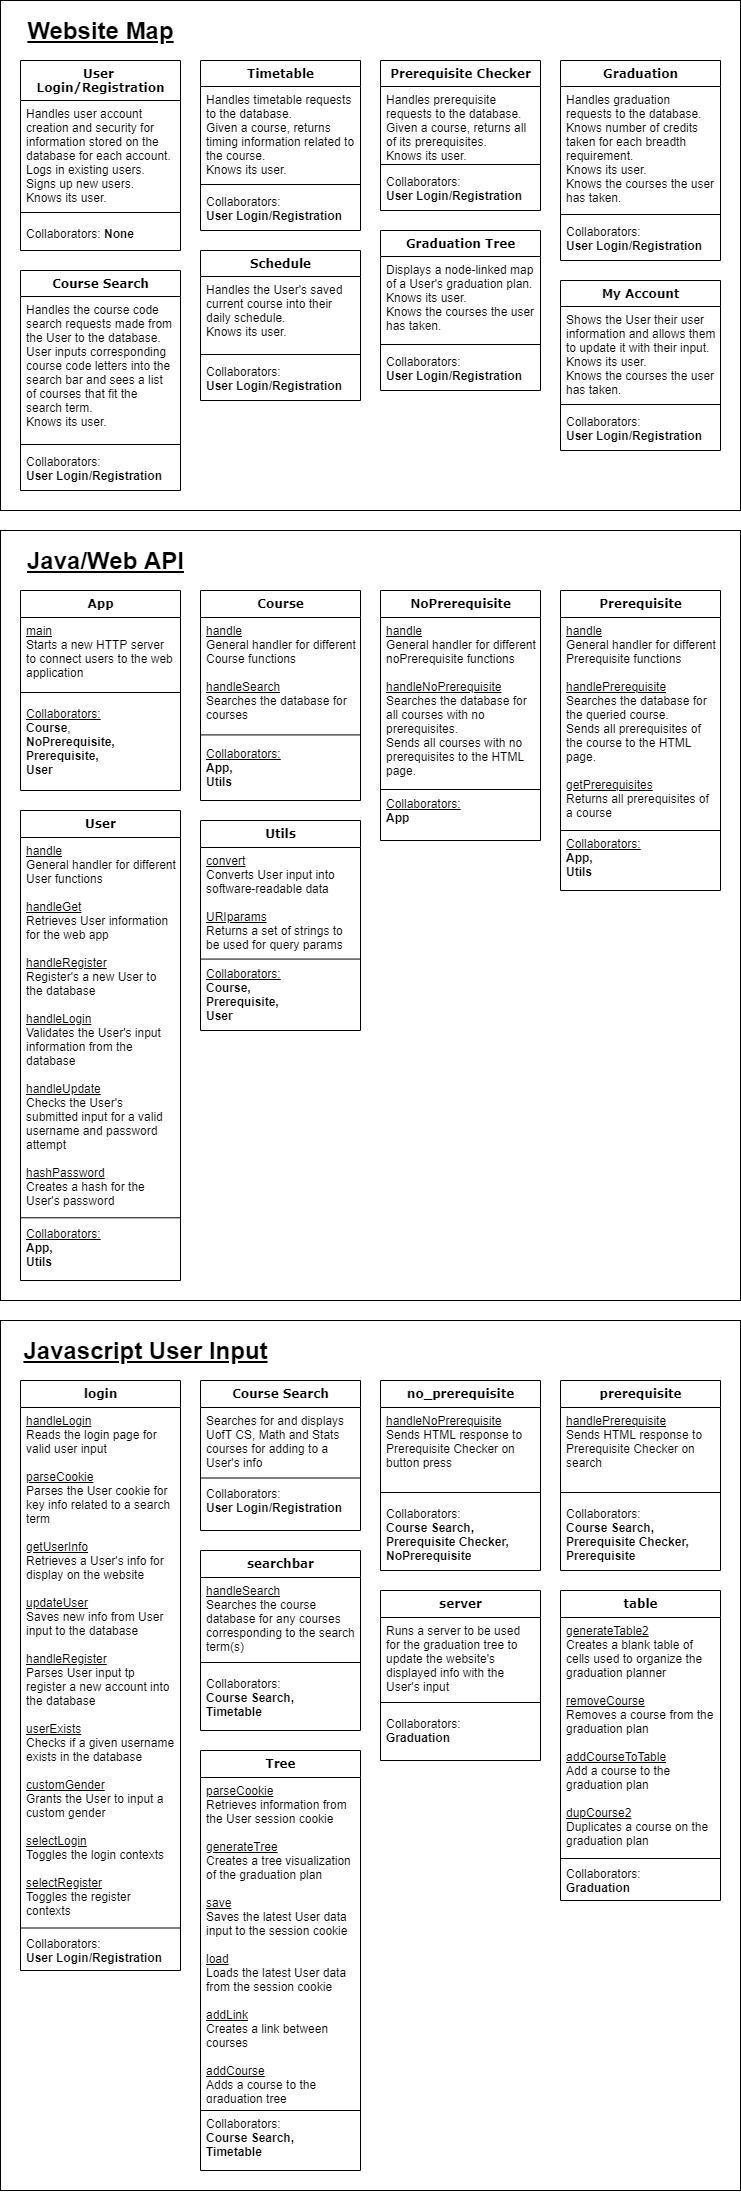 Website Map
User
Login/Registration
Handles user account
creation and security for
information stored on the
database for each account.
Logs in existing users.
Signs up new users.
Knows its user.
Collaborators: None
Timetable
Handles timetable requests
to the database.
Given a course, returns
timing information related to
the course.
Knows its user.
Collaborators:
User Login/Registration
Prerequisite Checker
Handles prerequisite
requests to the database.
Given a course, returns all
of its prerequisites.
Knows its user.
Collaborators:
User Login/Registration
Graduation
Handles graduation
requests to the database.
Knows number of credits
taken for each breadth
requirement.
Knows its user.
Knows the courses the user
has taken.
Collaborators:
User Login/Registration
Course Search
Handles the course code
search requests made from
the User to the database.
User inputs corresponding
course code letters into the
search bar and sees a list
of courses that fit the
search term.
Knows its user.
Collaborators:
User Login/Registration
Schedule
Handles the User's saved
current course into their
daily schedule.
Knows its user.
Collaborators:
User Login/Registration
Graduation Tree
Displays a node-linked map
of a User's graduation plan.
Knows its user.
Knows the courses the user
has taken.
Collaborators:
User Login/Registration
My Account
Shows the User their user
information and allows them
to update it with their input.
Knows its user.
Knows the courses the user
has taken.
Collaborators:
User Login/Registration
Java/Web API
App
main
Starts a new HTTP server
to connect users to the web
application
Collaborators:
Course,
NoPrerequisite,
Prerequisite,
User
Course
handle
General handler for different
Course functions
handleSearch
Searches the database for
courses
Collaborators:
App,
Utils
NoPrerequisite
handle
General handler for different
noPrerequisite functions
handleNoPrerequisite
Searches the database for
all courses with no
prerequisites.
Sends all courses with no
prerequisites to the HTML
page.
Collaborators:
App
Prerequisite
handle
General handler for different
Prerequisite functions
handlePrerequisite
Searches the database for
the queried course.
Sends all prerequisites of
the course to the HTML
page.
getPrerequisites
Returns all prerequisites of
a course
Collaborators:
App,
Utils
User
handle
General handler for different
User functions
handleGet
Retrieves User information
for the web app
handleRegister
Register's a new User to
the database
handleLogin
Validates the User's input
information from the
database
handleUpdate
Checks the User's
submitted input for a valid
username and password
attempt
hashPassword
Creates a hash for the
User's password
Collaborators:
App,
Utils
Utils
convert
Converts User input into
software-readable data
URIparams
Returns a set of strings to
be used for query params
Collaborators:
Course,
Prerequisite,
User
Javascript User Input
login
handleLogin
Reads the login page for
valid user input
parseCookie
Parses the User cookie for
key info related to a search
term
getUserInfo
Retrieves a User's info for
display on the website
updateUser
Saves new info from User
input to the database
handleRegister
Parses User input tp
register a new account into
the database
userExists
Checks if a given username
exists in the database
customGender
Grants the User to input a
custom gender
selectLogin
Toggles the login contexts
selectRegister
Toggles the register
contexts
Collaborators:
User Login/Registration
Course Search
Searches for and displays
UofT CS, Math and Stats
courses for adding to a
User's info
Collaborators:
User Login/Registration
no_prerequisite
handleNoPrerequisite
Sends HTML response to
Prerequisite Checker on
button press
Collaborators:
Course Search,
Prerequisite Checker,
NoPrerequisite
prerequisite
handlePrerequisite
Sends HTML response to
Prerequisite Checker on
search
Collaborators:
Course Search,
Prerequisite Checker,
Prerequisite
searchbar
handleSearch
Searches the course
database for any courses
corresponding to the search
term(s)
Collaborators:
Course Search,
Timetable
server
Runs a server to be used
for the graduation tree to
update the website's
displayed info with the
User's input
Collaborators:
Graduation
table
generateTable2
Creates a blank table of
cells used to organize the
graduation planner
removeCourse
Removes a course from the
graduation plan
addCourseToTable
Add a course to the
graduation plan
dupCourse2
Duplicates a course on the
graduation plan
Collaborators:
Graduation
Tree
parseCookie
Retrieves information from
the User session cookie
generateTree
Creates a tree visualization
of the graduation plan
save
Saves the latest User data
input to the session cookie
load
Loads the latest User data
from the session cookie
addLink
Creates a link between
courses
addCourse
Adds a course to the
graduation tree
Collaborators:
Course Search,
Timetable